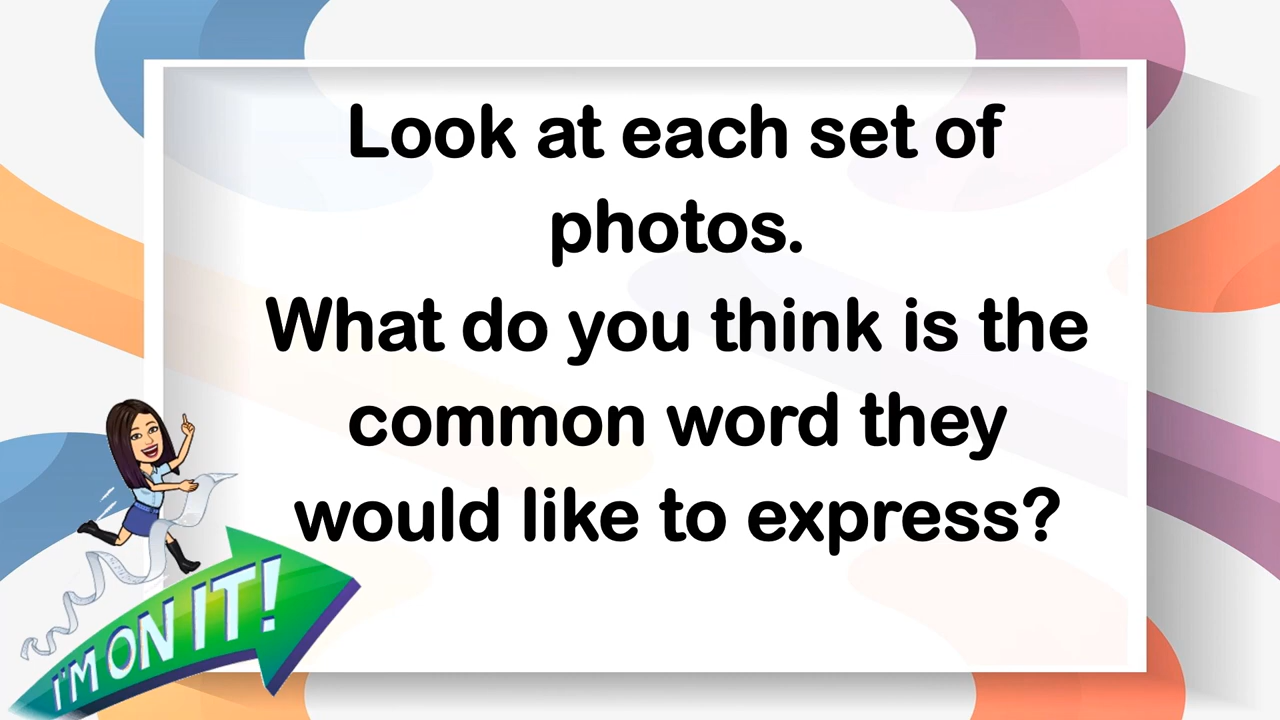 Look at each set of
photos.
What do you think is the
common word they
would like to express?
I'M ON IT!